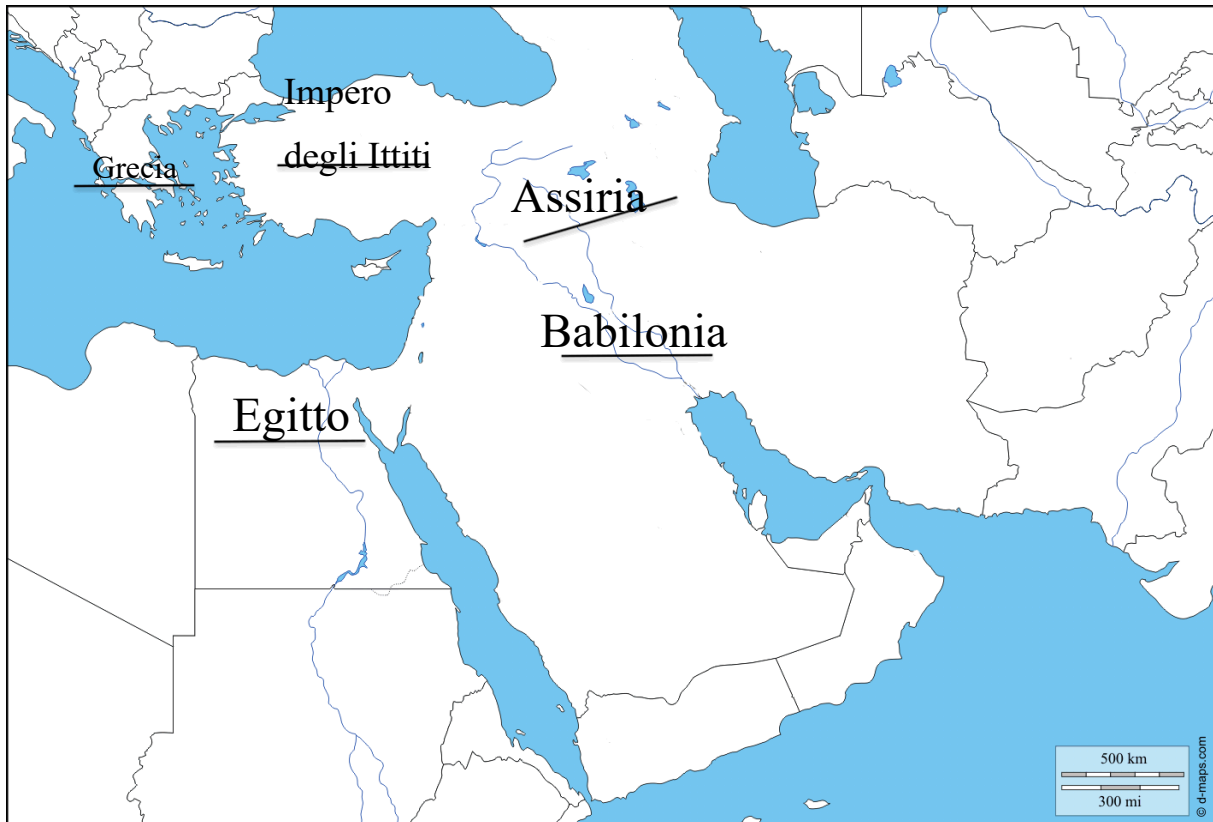 Impero
degli Ittiti
Grecia
Assiria
Babilonia
Egitto
500 km
300 mi
© d-maps.com